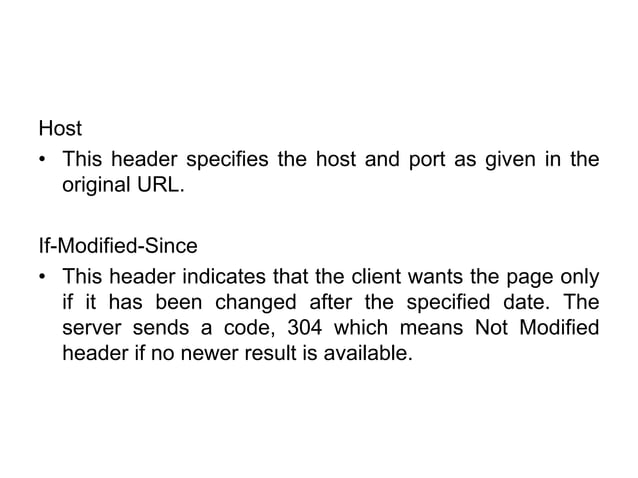 Host
• This header specifies the host and port as given in the
original URL.
If-Modified-Since
• This header indicates that the client wants the page only
if it has been changed after the specified date. The
server sends a code, 304 which means Not Modified
header if no newer result is available.